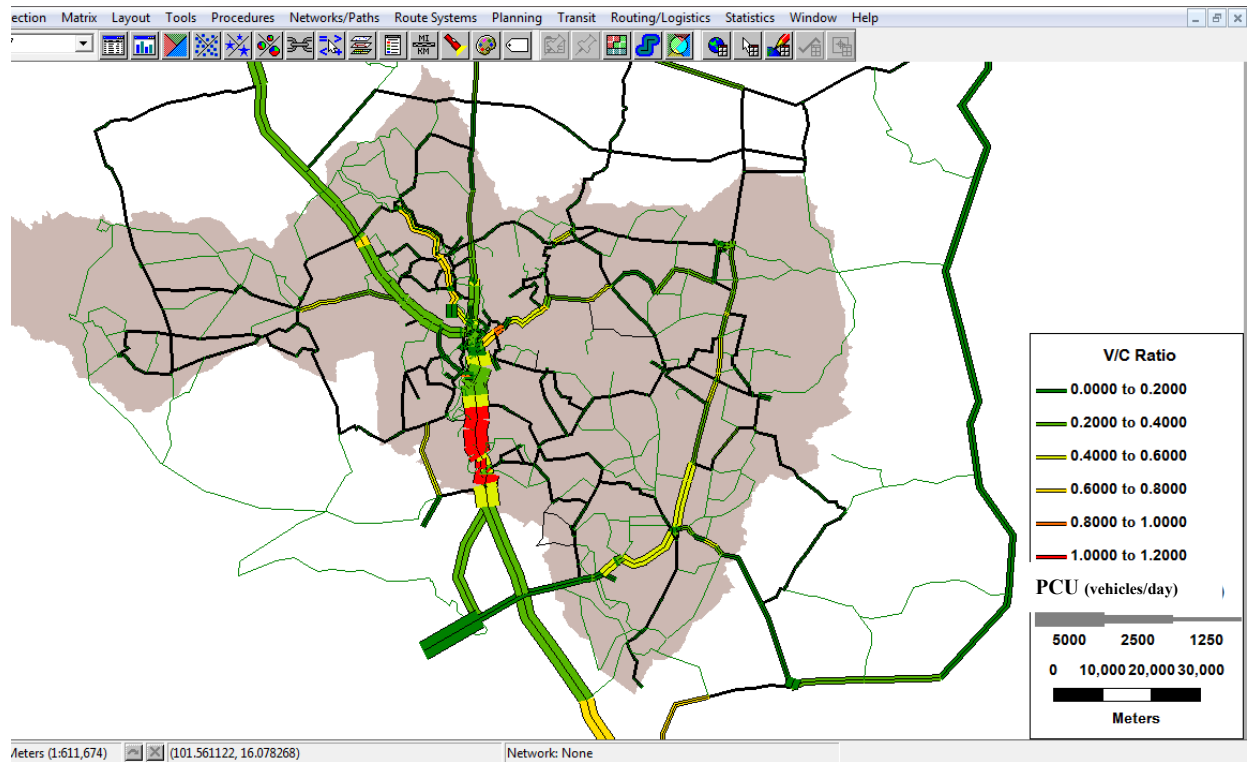 ection Matrix Layout Tools Procedures Networks/Paths Route Systems Planning Transit Routing/Logistics Statistics Window Help
MI
KM
V/C Ratio
0.0000 to 0.2000
0.2000 to 0.4000
0.4000 to 0.6000
0.6000 to 0.8000
0.8000 to 1.0000
1.0000 to 1.2000
PCU (vehicles/day)
5000 2500 1250
0 10,000 20,000 30,000
Meters
Meters (1:611,674) (101.561122, 16.078268) Network: None